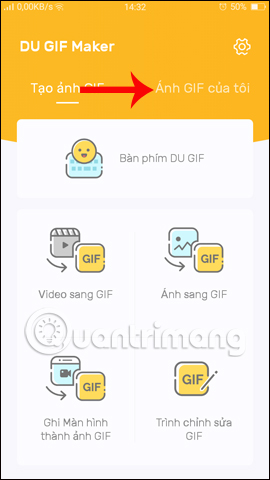 0,00KB/s 14:32 50%
DU GIF Maker
Tạo ảnh GIF Ảnh GIF của tôi
Bàn phím DU GIF
GIF GIF
Video sang GIF Ảnh sang GIF
Quantrimang
GIF GIF
Ghi Màn hình Trình chỉnh sửa
thành ảnh GIF GIF